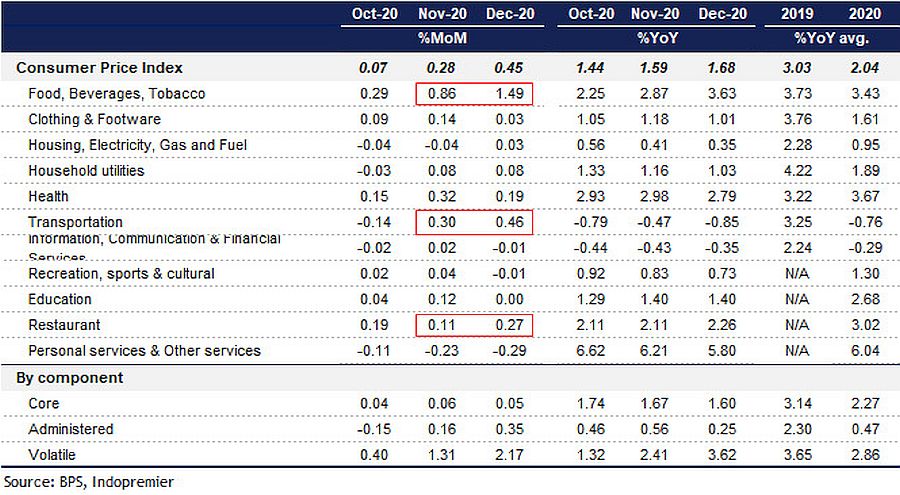 Oct-20 Nov-20 Dec-20 Oct-20 Nov-20 Dec-20 2019 2020
%MoM %YoY %YoY avg.
Consumer Price Index 0.07 0.28 0.45 1.44 1.59 1.68 3.03 2.04
Food, Beverages, Tobacco 0.29 0.86 1.49 2.25 2.87 3.63 3.73 3.43
Clothing & Footware 0.09 0.14 0.03 1.05 1.18 1.01 3.76 1.61
Housing, Electricity, Gas and Fuel -0.04 -0.04 0.03 0.56 0.41 0.35 2.28 0.95
Household utilities -0.03 0.08 0.08 1.33 1.16 1.03 4.22 1.89
Health 0.15 0.32 0.19 2.93 2.98 2.79 3.22 3.67
Transportation -0.14 0.30 0.46 -0.79 -0.47 -0.85 3.25 -0.76
Information, Communication & Financial
Services -0.02 0.02 -0.01 -0.44 -0.43 -0.35 2.24 -0.29
Recreation, sports & cultural 0.02 0.04 -0.01 0.92 0.83 0.73 N/A 1.30
Education 0.04 0.12 0.00 1.29 1.40 1.40 N/A 2.68
Restaurant 0.19 0.11 0.27 2.11 2.11 2.26 N/A 3.02
Personal services & Other services -0.11 -0.23 -0.29 6.62 6.21 5.80 N/A 6.04
By component
Core 0.04 0.06 0.05 1.74 1.67 1.60 3.14 2.27
Administered -0.15 0.16 0.35 0.46 0.56 0.25 2.30 0.47
Volatile 0.40 1.31 2.17 1.32 2.41 3.62 3.65 2.86
Source: BPS, Indopremier